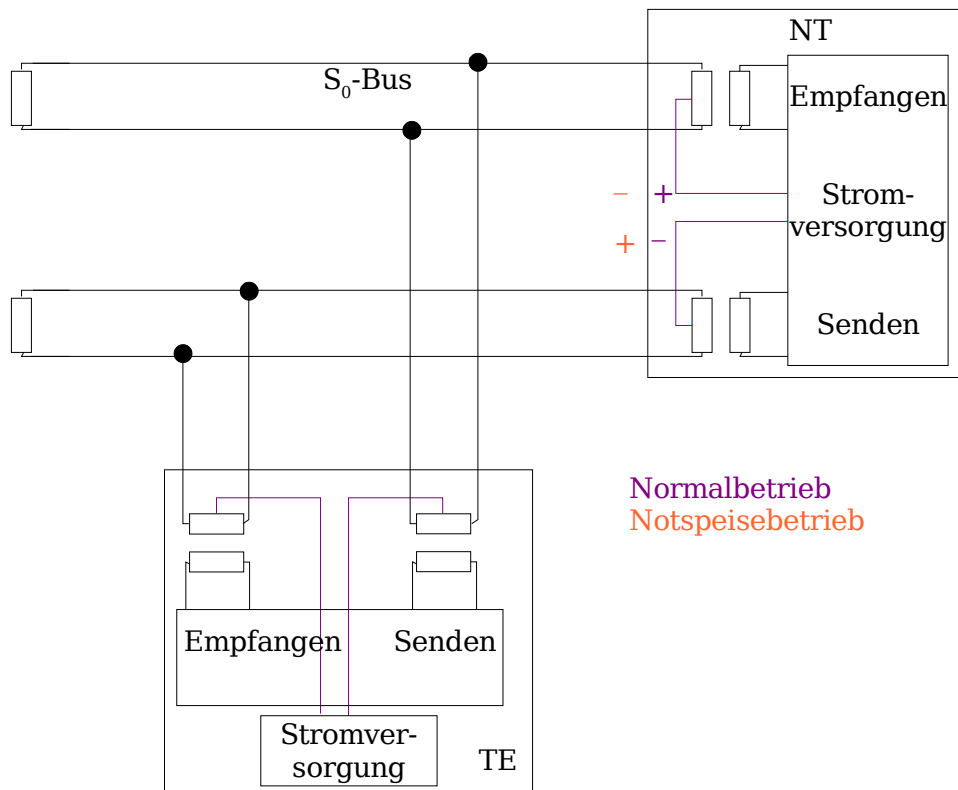 NT
S₀-Bus
Empfangen
− +
Strom-
versorgung
+ −
Senden
Normalbetrieb
Notspeisebetrieb
Empfangen
Senden
Stromver-
sorgung
TE